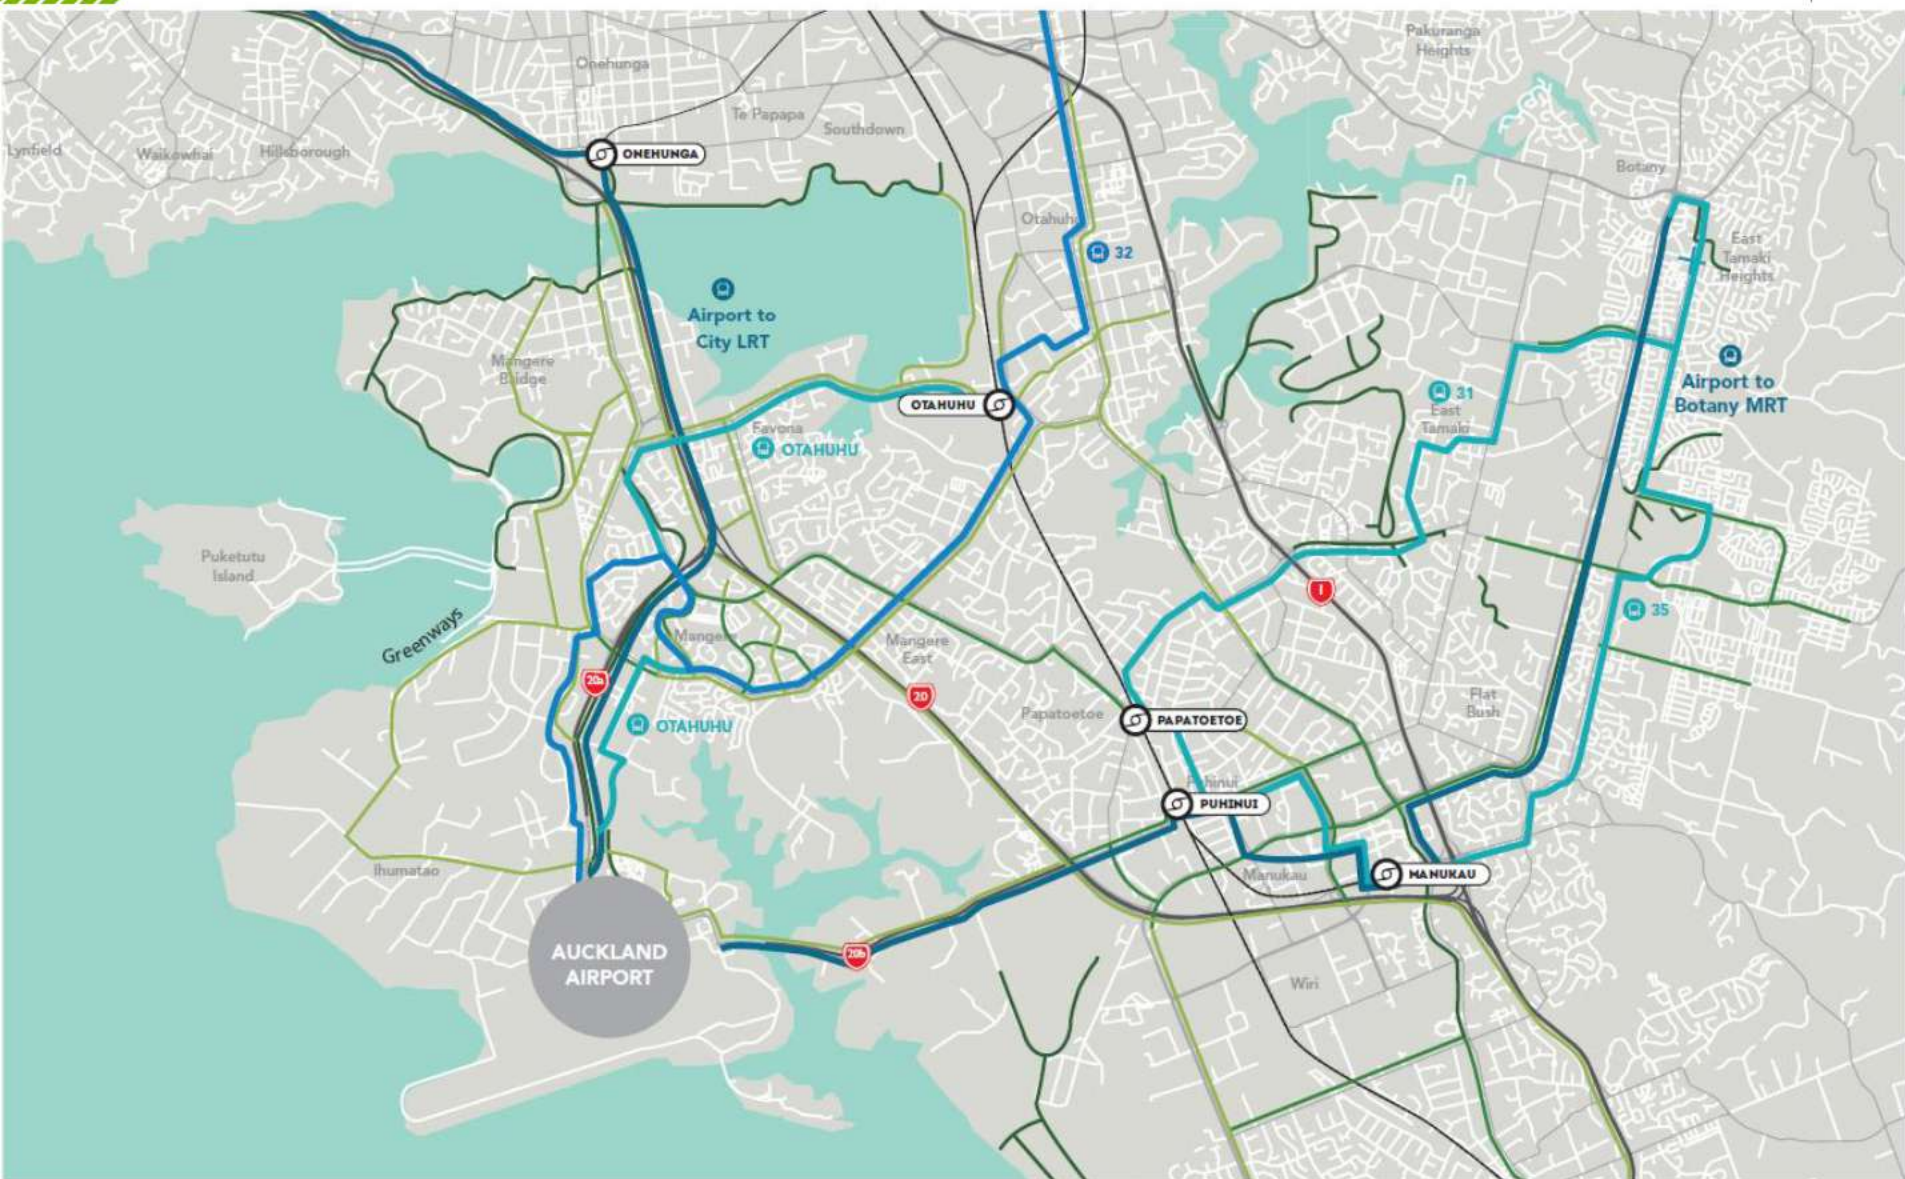 Pakuranga
Heights
Onehunga
Te Papapa
Southdown
Lynfield
Waikowhai
Hillsborough
ONEHUNGA
Botany
Otahuhu
32
East
Tamaki
Heights
Airport to
City LRT
Mangere
Bridge
Airport to
Botany MRT
31
East
Tamaki
OTAHUHU
Favona
OTAHUHU
Puketutu
Island
Greenways
1
35
Mangere
Mangere
East
20a
20
Flat
Bush
Papatoetoe
PAPATOETOE
OTAHUHU
Puhinui
PUHINUI
Ihumatao
Manukau
MANUKAU
AUCKLAND
AIRPORT
20b
Wiri